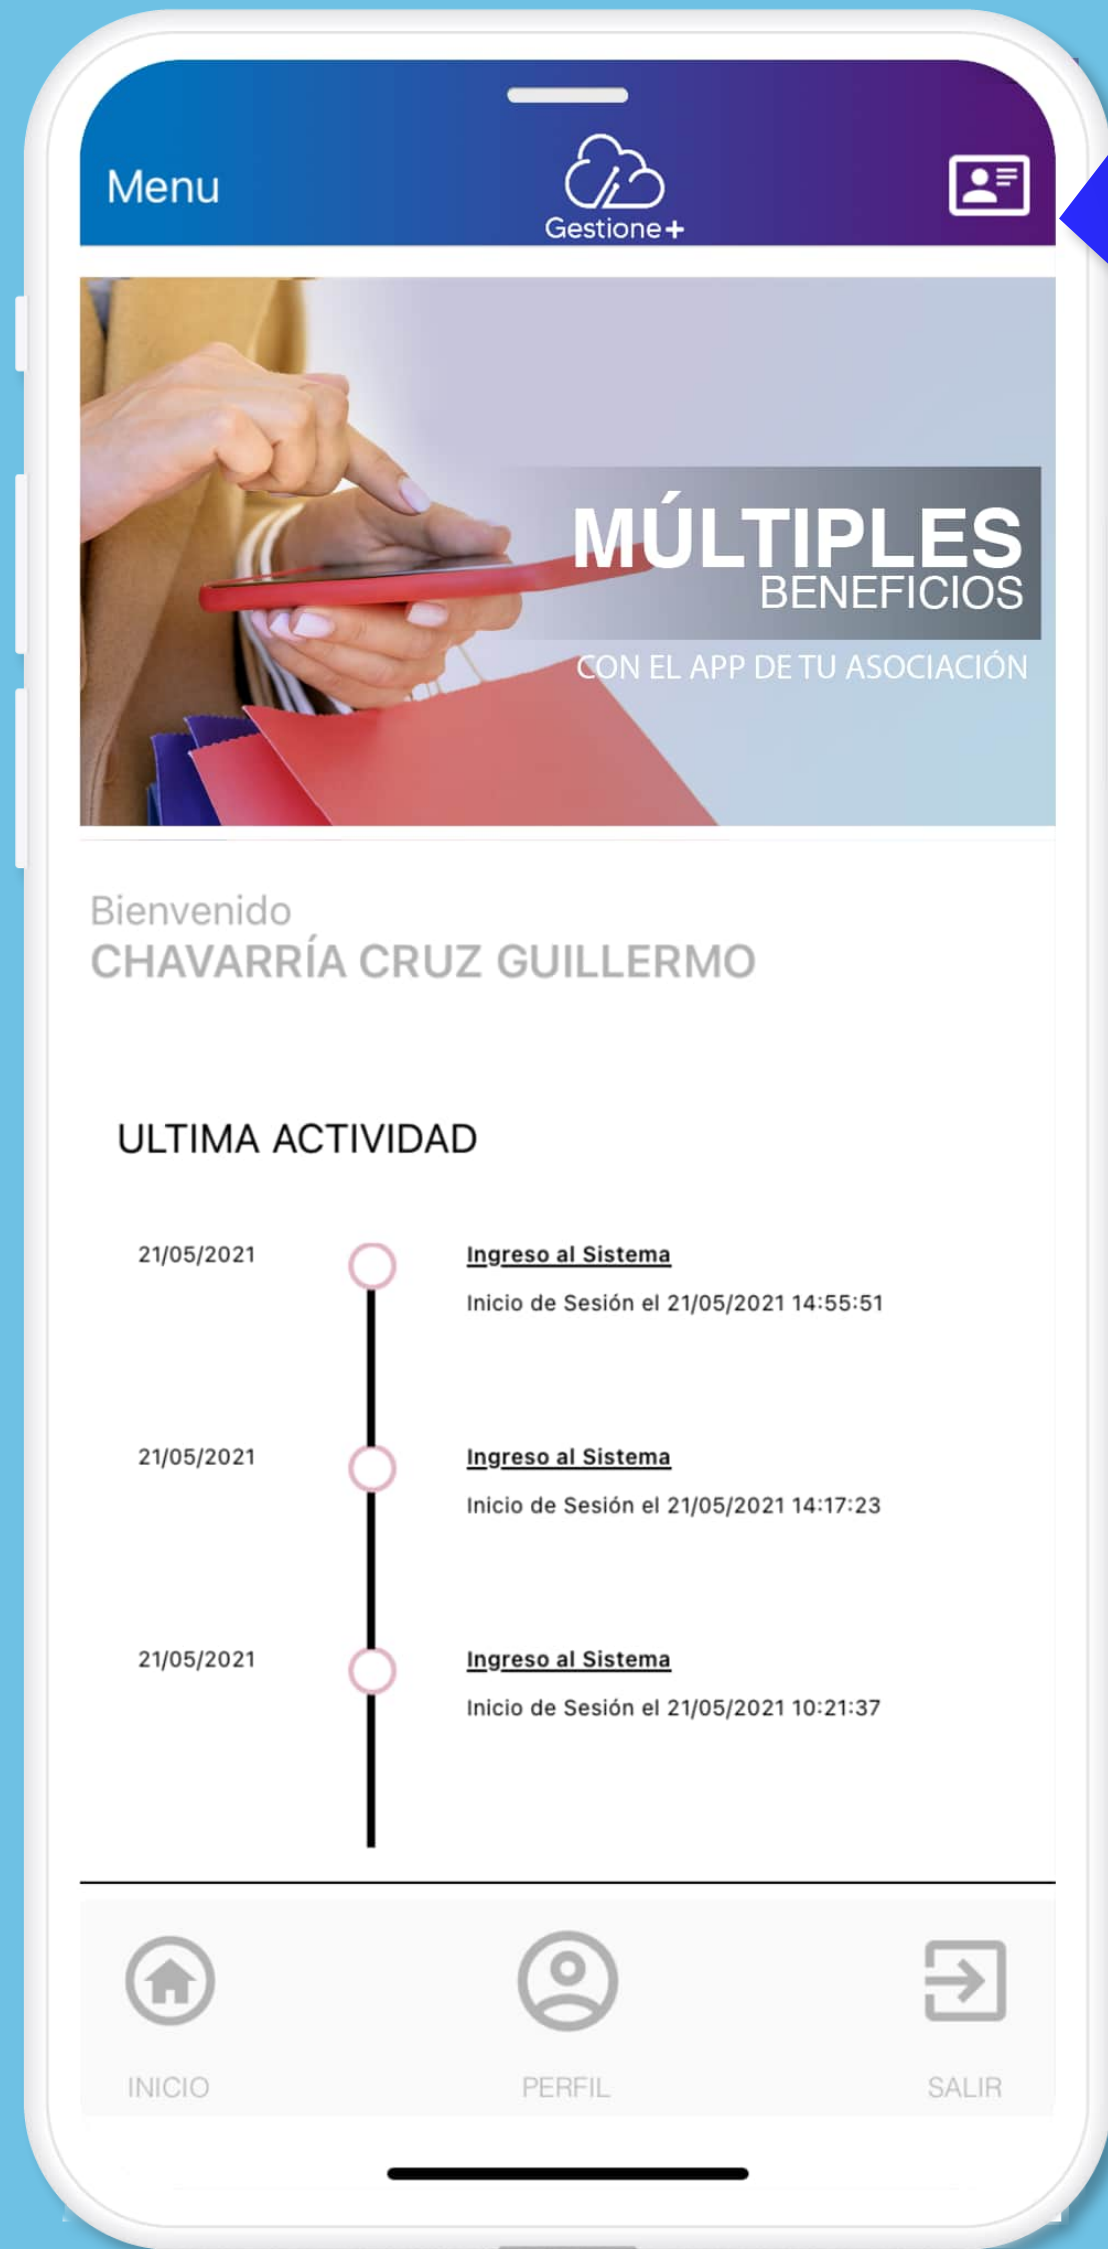 Menu
Gestione+
MÚLTIPLES
BENEFICIOS
CON EL APP DE TU ASOCIACIÓN
Bienvenido
CHAVARRÍA CRUZ GUILLERMO
ULTIMA ACTIVIDAD
21/05/2021 Ingreso al Sistema
Inicio de Sesión el 21/05/2021 14:55:51
21/05/2021 Ingreso al Sistema
Inicio de Sesión el 21/05/2021 14:17:23
21/05/2021 Ingreso al Sistema
Inicio de Sesión el 21/05/2021 10:21:37
INICIO PERFIL SALIR